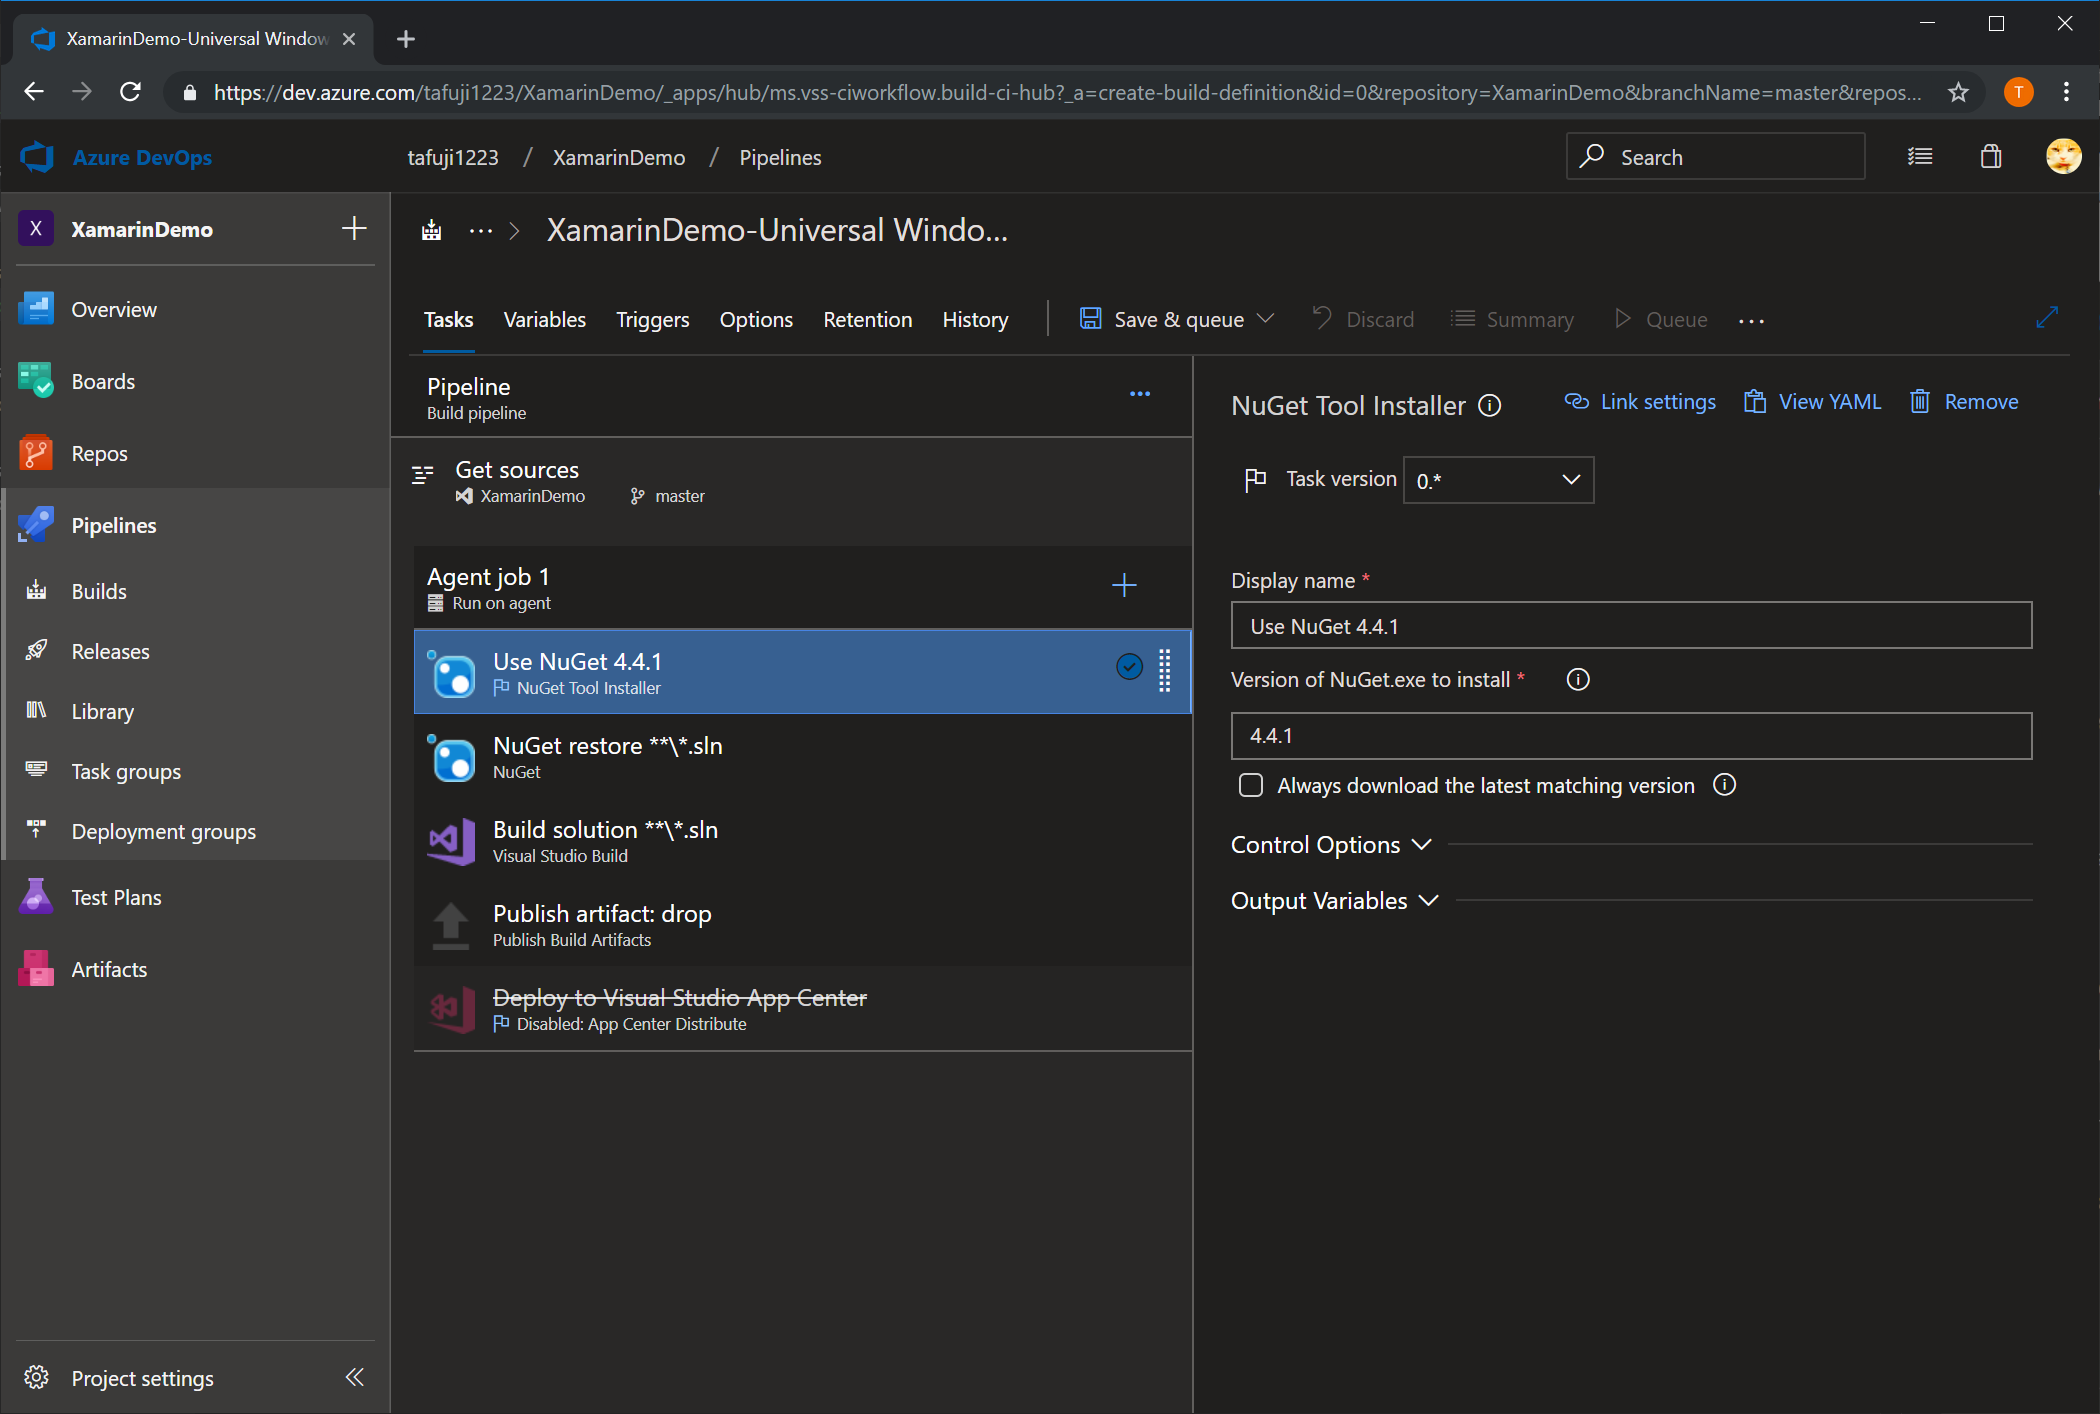 XamarinDemo-Universal Window
https://dev.azure.com/tafuji1223/XamarinDemo/_apps/hub/ms.vss-ciworkflow.build-ci-hub?_a=create-build-definition&id=0&repository=XamarinDemo&branchName=master&repos...
T
Azure DevOps
tafuji1223 / XamarinDemo / Pipelines
Search
X XamarinDemo
Overview
Boards
Repos
Pipelines
Builds
Releases
Library
Task groups
Deployment groups
Test Plans
Artifacts
Project settings
... > XamarinDemo-Universal Windo...
Tasks Variables Triggers Options Retention History
Save & queue Discard Summary Queue ...
Pipeline
Build pipeline
...
Get sources
XamarinDemo master
Agent job 1
Run on agent
Use NuGet 4.4.1
NuGet Tool Installer
NuGet restore **\*.sln
NuGet
Build solution **\*.sln
Visual Studio Build
Publish artifact: drop
Publish Build Artifacts
Deploy to Visual Studio App Center
Disabled: App Center Distribute
NuGet Tool Installer
Link settings View YAML Remove
Task version 0.*
Display name *
Use NuGet 4.4.1
Version of NuGet.exe to install *
4.4.1
Always download the latest matching version
Control Options
Output Variables